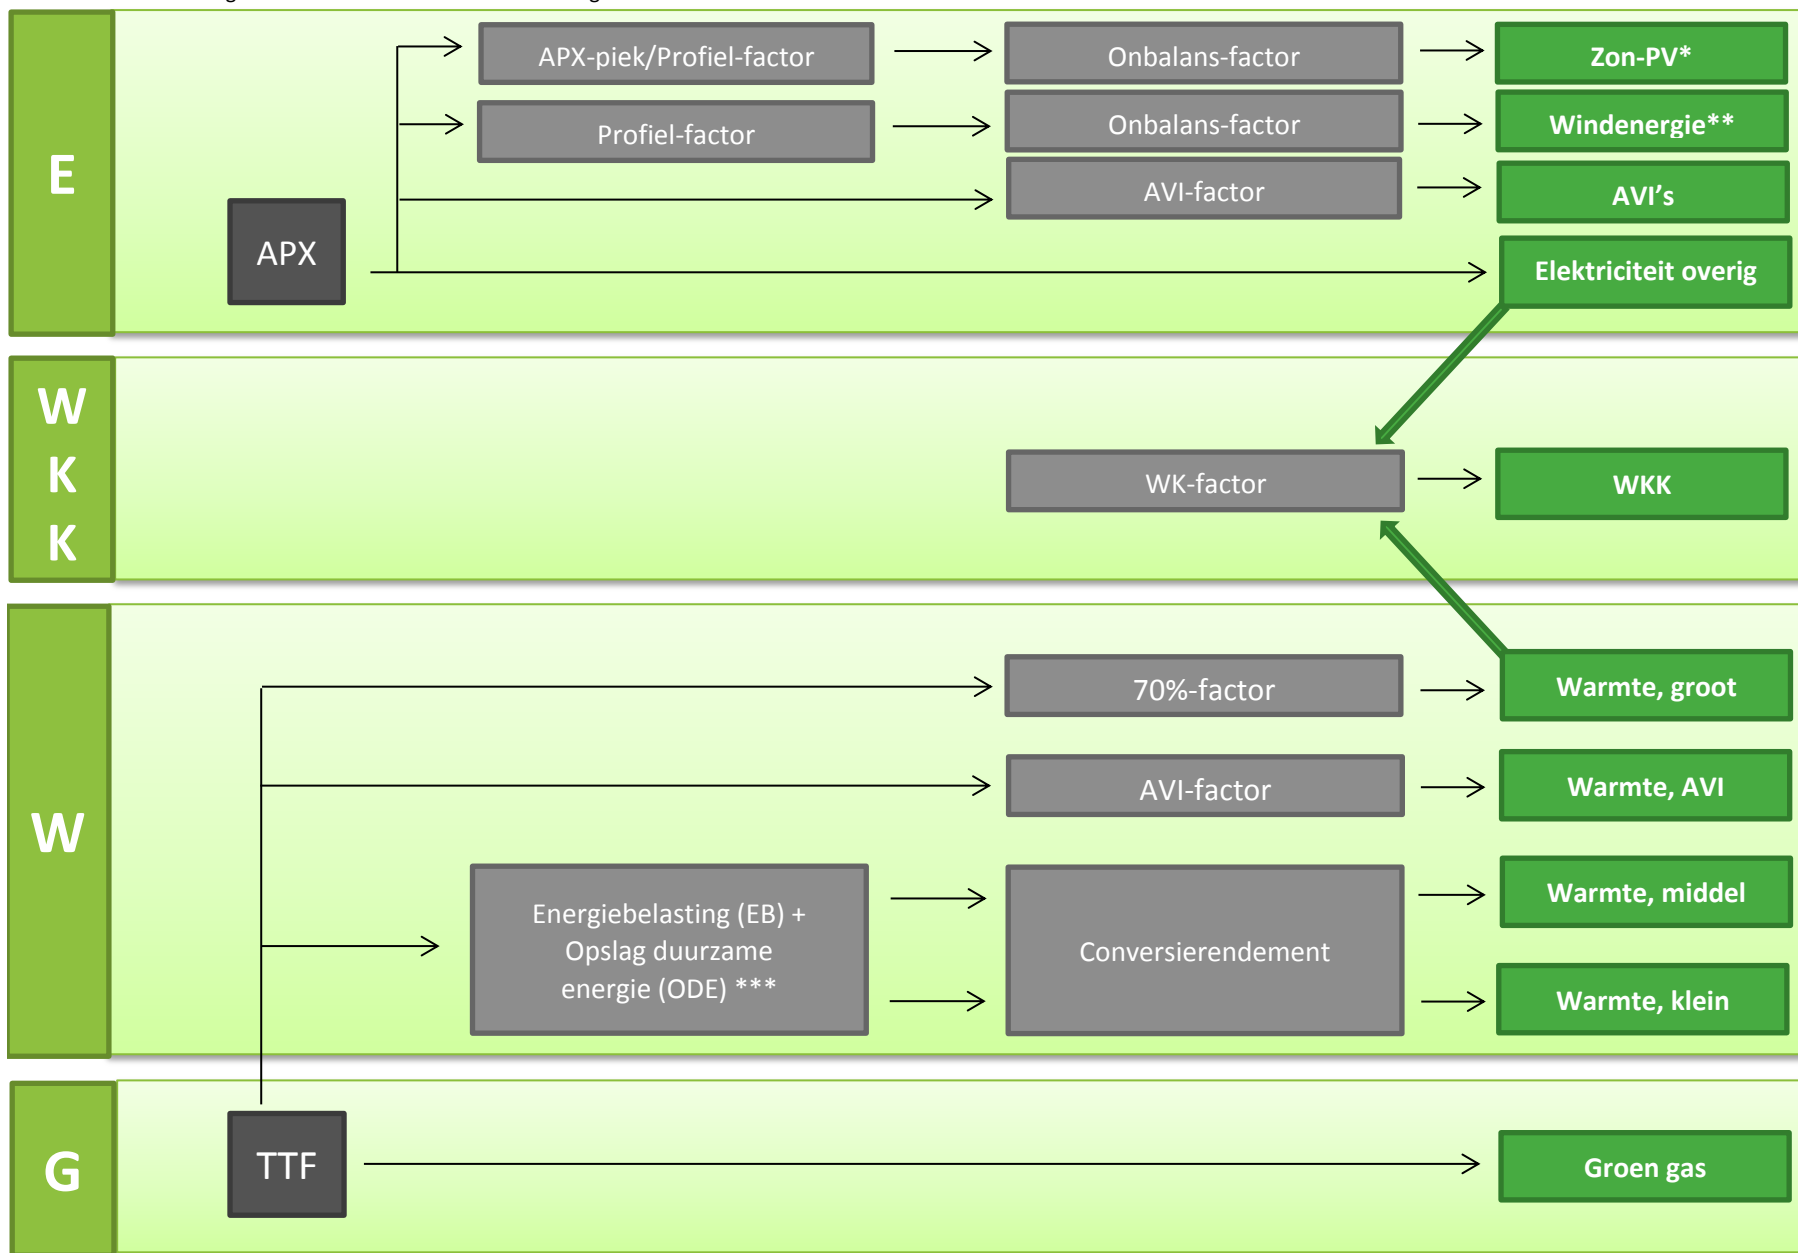 E
APX
APX-piek/Profiel-factor
Onbalans-factor
Zon-PV*
Profiel-factor
Onbalans-factor
Windenergie**
AVI-factor
AVI's
Elektriciteit overig
W
K
K
WK-factor
WKK
W
70%-factor
Warmte, groot
AVI-factor
Warmte, AVI
Energiebelasting (EB) +
Opslag duurzame
energie (ODE) ***
Conversierendement
Warmte, middel
Warmte, klein
G
TTF
Groen gas